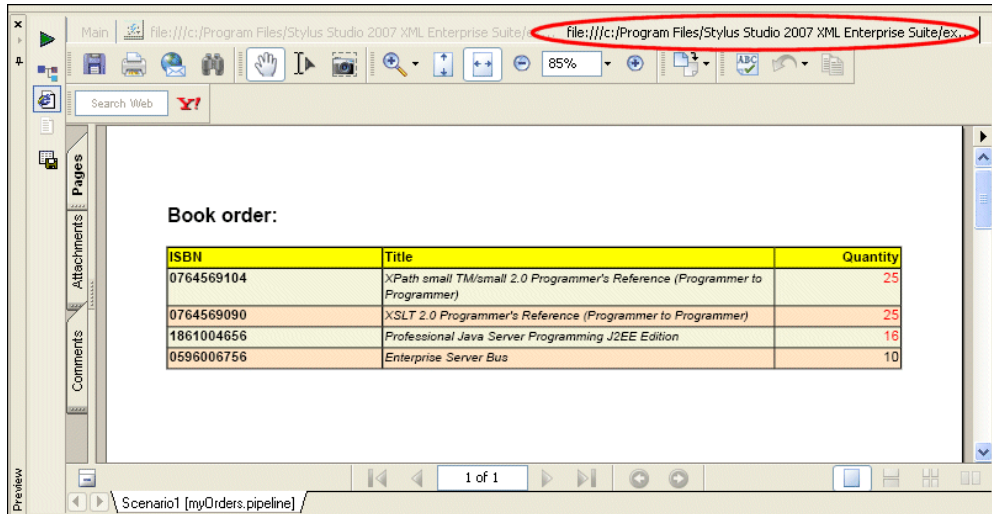 Main
file:///c:/Program Files/Stylus Studio 2007 XML Enterprise Suite/e...
file:///c:/Program Files/Stylus Studio 2007 XML Enterprise Suite/ex...
85%
ABC
Search Web
Y!
Pages
Attachments
Comments
Book order:
ISBN Title Quantity
0764569104 XPath small TM/small 2.0 Programmer's Reference (Programmer to Programmer) 25
0764569090 XSLT 2.0 Programmer's Reference (Programmer to Programmer) 25
1861004656 Professional Java Server Programming J2EE Edition 16
0596006756 Enterprise Server Bus 10
1 of 1
Preview
Scenario1 [myOrders.pipeline]